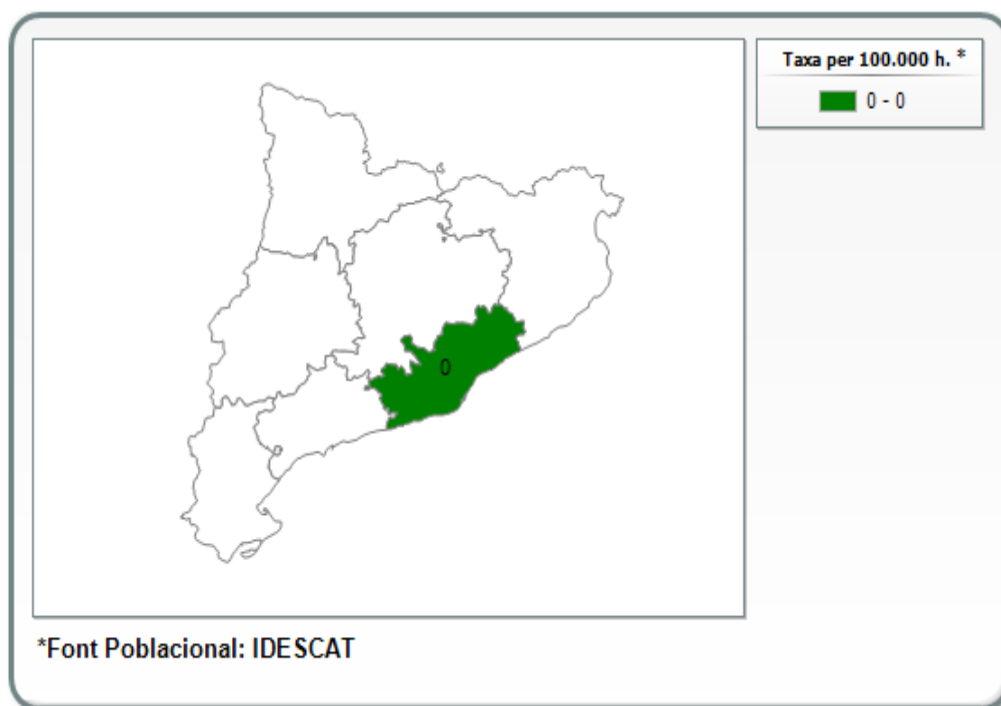 Taxa per 100.000 h. *
0 - 0
0
*Font Poblacional: IDESCAT